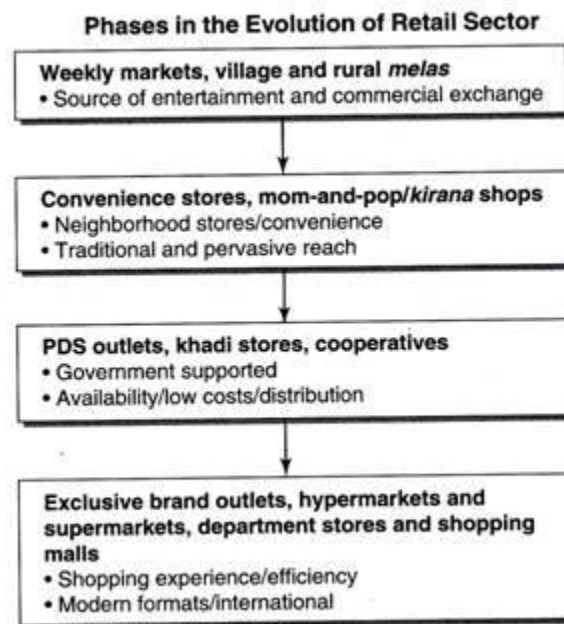 Phases in the Evolution of Retail Sector
Weekly markets, village and rural melas
• Source of entertainment and commercial exchange
Convenience stores, mom-and-pop/kirana shops
• Neighborhood stores/convenience
• Traditional and pervasive reach
PDS outlets, khadi stores, cooperatives
• Government supported
• Availability/low costs/distribution
Exclusive brand outlets, hypermarkets and
supermarkets, department stores and shopping
malls
• Shopping experience/efficiency
• Modern formats/international